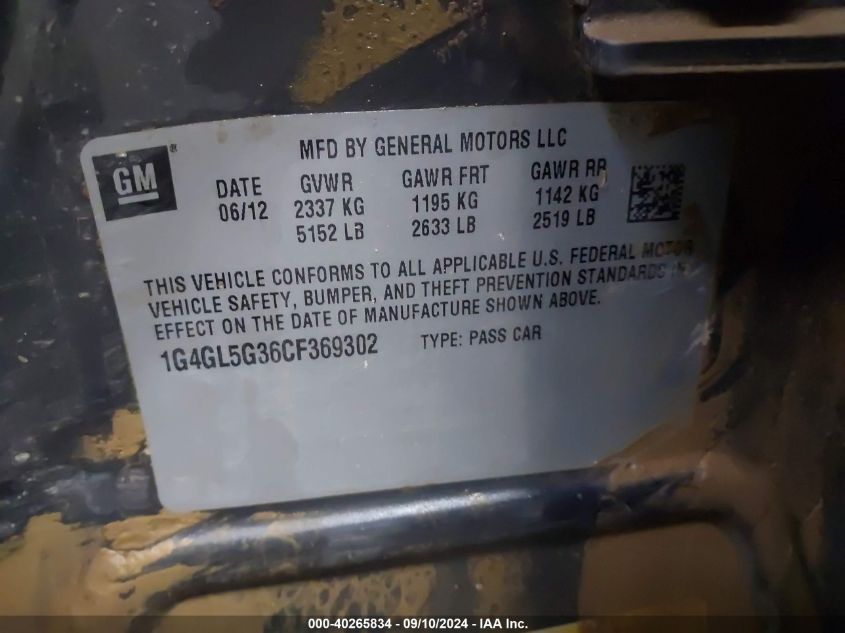 MFD BY GENERAL MOTORS LLC
GM®
DATE GVWR GAWR FRT GAWR RR
06/12 2337 KG 1195 KG 1142 KG
5152 LB 2633 LB 2519 LB
THIS VEHICLE CONFORMS TO ALL APPLICABLE U.S. FEDERAL MOTOR
VEHICLE SAFETY, BUMPER, AND THEFT PREVENTION STANDARDS IN
EFFECT ON THE DATE OF MANUFACTURE SHOWN ABOVE.
1G4GL5G36CF369302 TYPE: PASS CAR
000-40265834 - 09/10/2024 - IAA Inc.